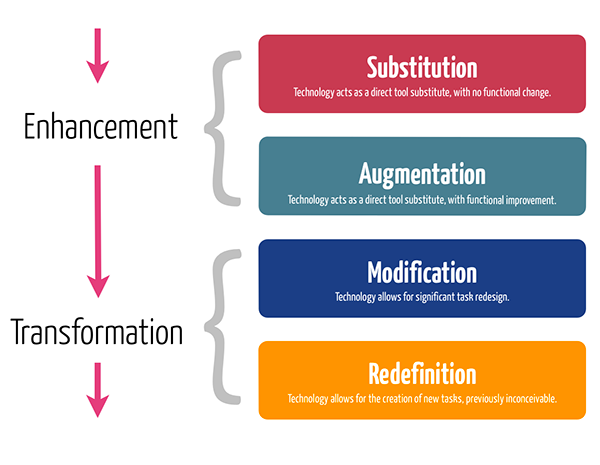 Enhancement
Substitution
Technology acts as a direct tool substitute, with no functional change.
Augmentation
Technology acts as a direct tool substitute, with functional improvement.
Transformation
Modification
Technology allows for significant task redesign.
Redefinition
Technology allows for the creation of new tasks, previously inconceivable.